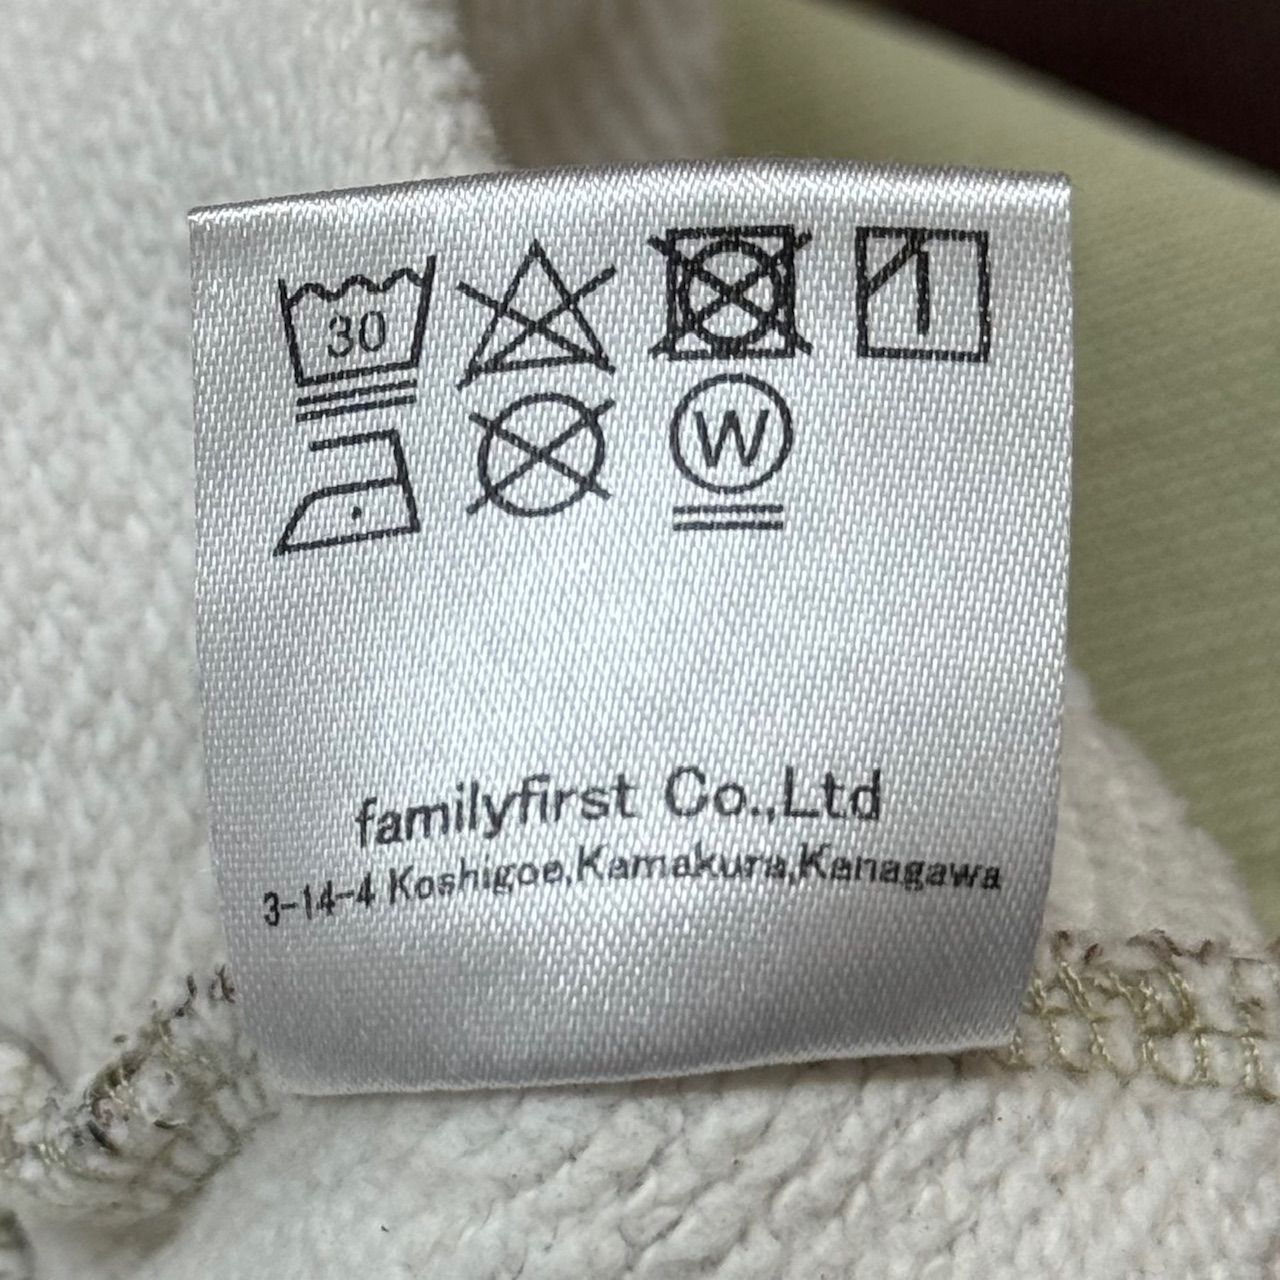 30
W
familyfirst Co.,Ltd
3-14-4 Koshigoe,Kamakura,Kanagawa